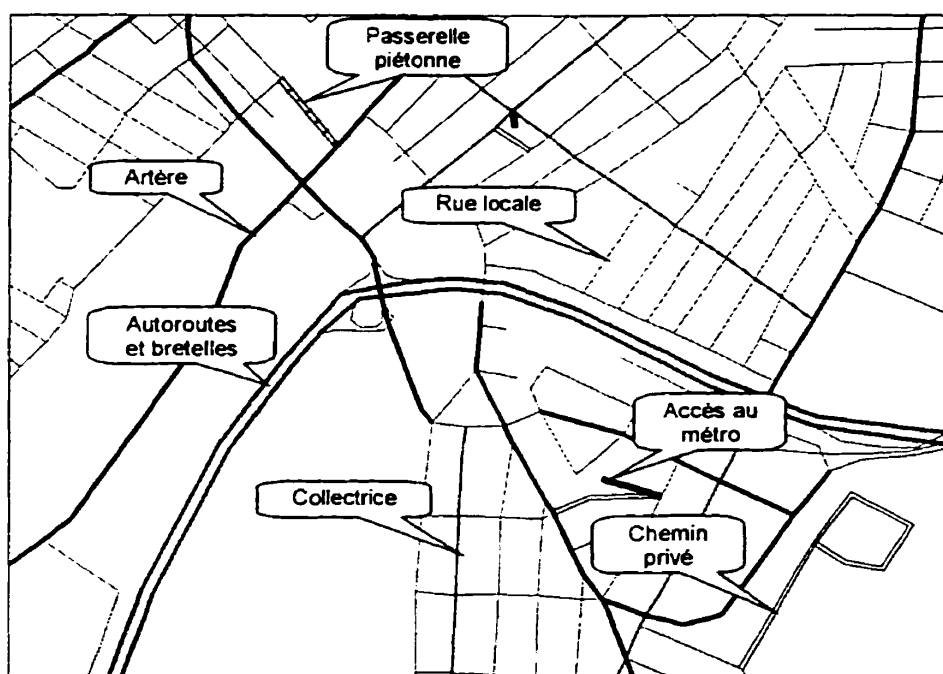 Passerelle
piétonne
Artère
Rue locale
Autoroutes
et bretelles
Accès au
métro
Collectrice
Chemin
privé